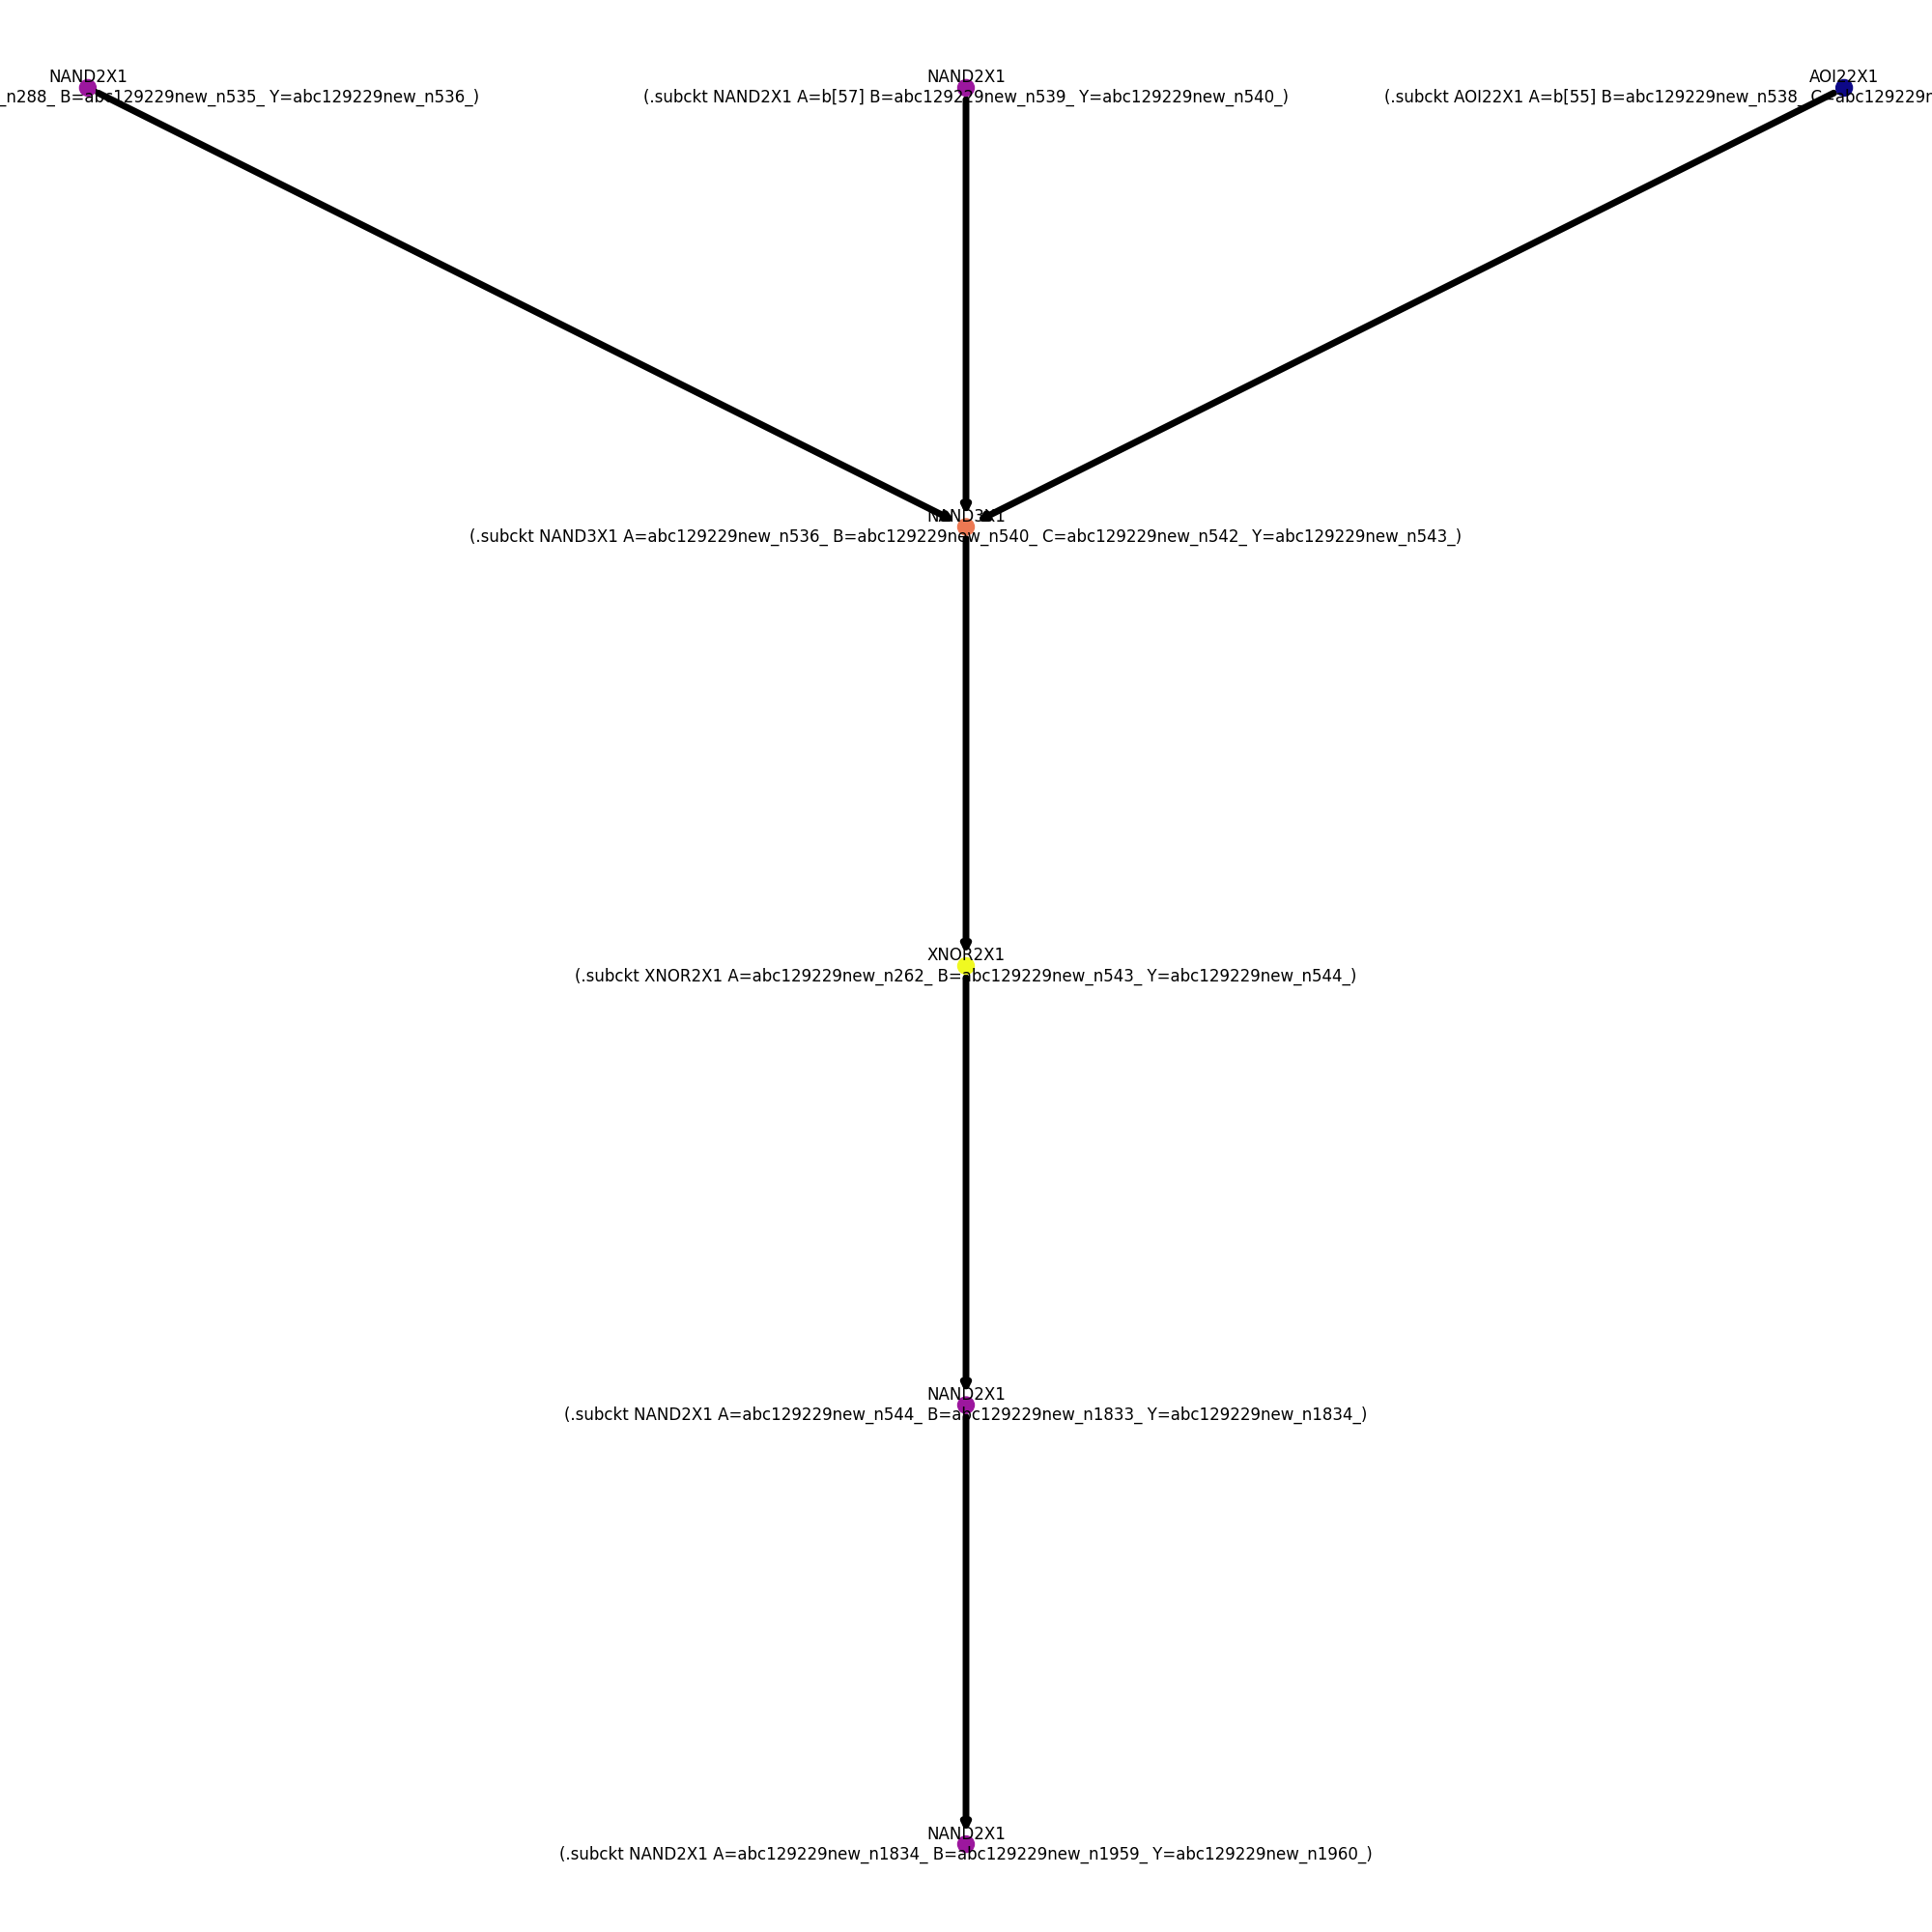 NAND2X1
_n288_ B=abc129229new_n535_ Y=abc129229new_n536_)
NAND2X1
(.subckt NAND2X1 A=b[57] B=abc129229new_n539_ Y=abc129229new_n540_)
AOI22X1
(.subckt AOI22X1 A=b[55] B=abc129229new_n538_ C=abc129229n
NAND3X1
(.subckt NAND3X1 A=abc129229new_n536_ B=abc129229new_n540_ C=abc129229new_n542_ Y=abc129229new_n543_)
XNOR2X1
(.subckt XNOR2X1 A=abc129229new_n262_ B=abc129229new_n543_ Y=abc129229new_n544_)
NAND2X1
(.subckt NAND2X1 A=abc129229new_n544_ B=abc129229new_n1833_ Y=abc129229new_n1834_)
NAND2X1
(.subckt NAND2X1 A=abc129229new_n1834_ B=abc129229new_n1959_ Y=abc129229new_n1960_)